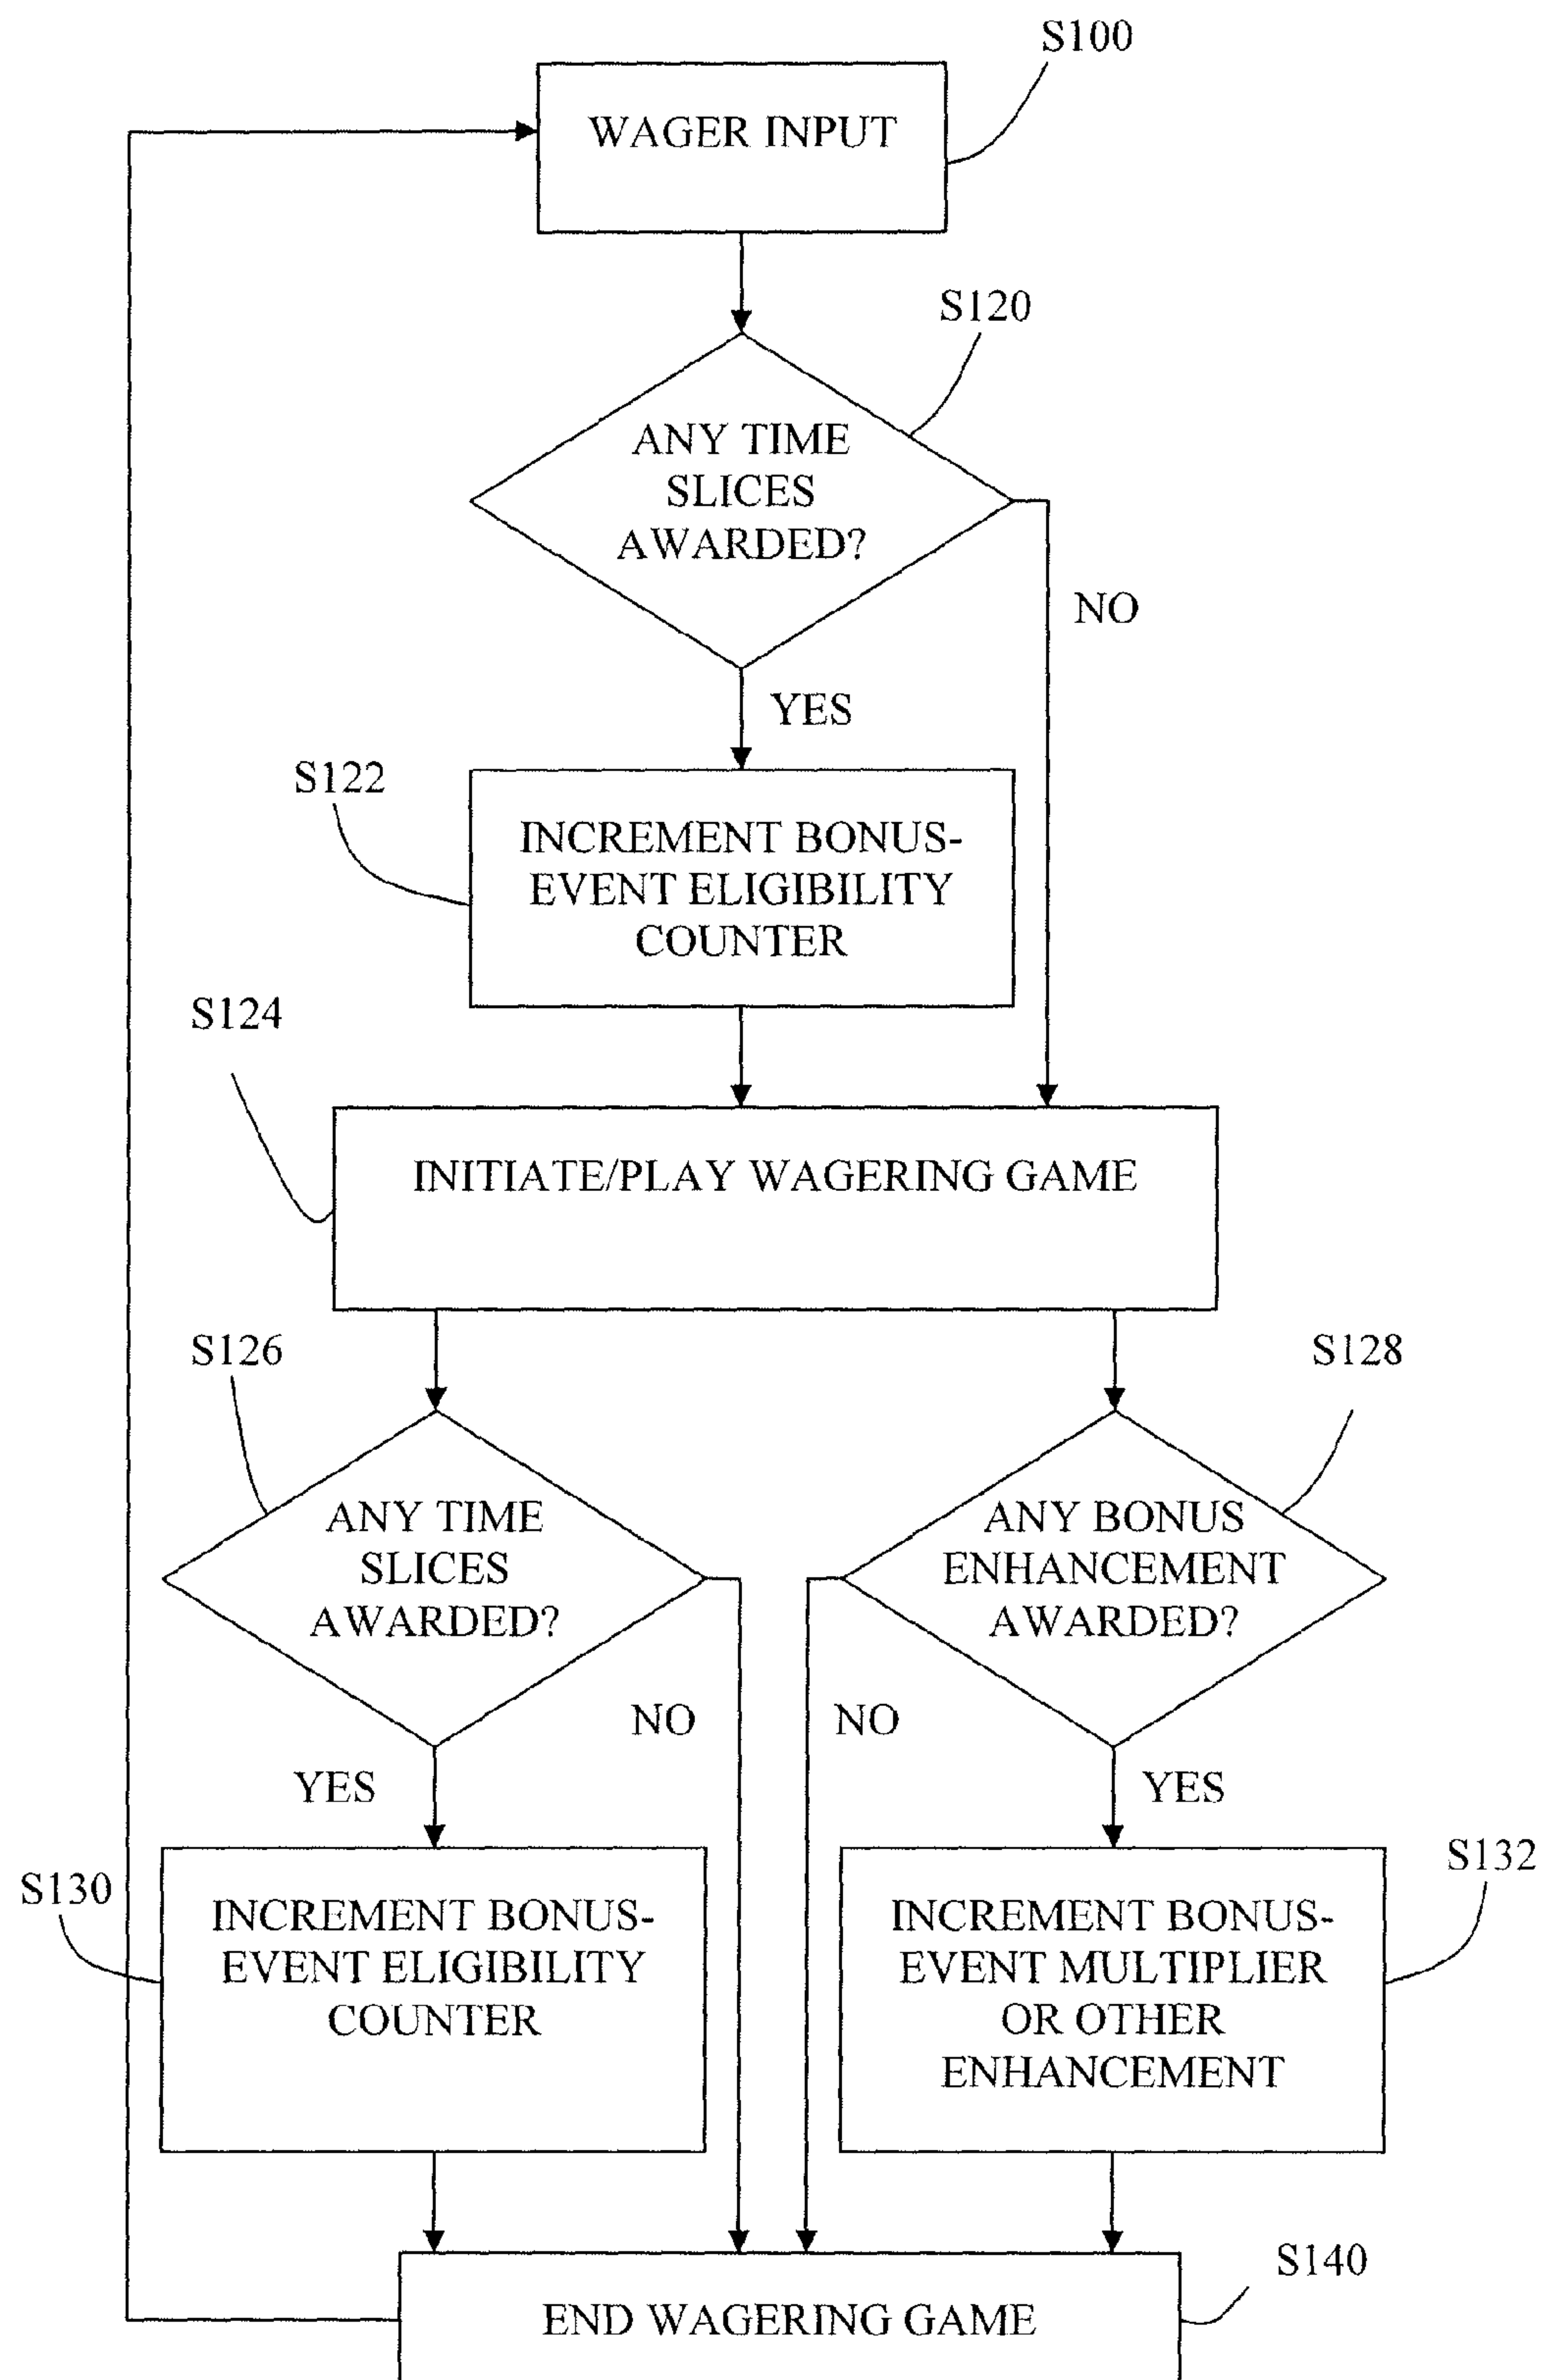 S100
WAGER INPUT
S120
ANY TIME
SLICES
AWARDED?
NO
YES
S122
INCREMENT BONUS-
EVENT ELIGIBILITY
COUNTER
S124
INITIATE/PLAY WAGERING GAME
S126
S128
ANY TIME
SLICES
AWARDED?
ANY BONUS
ENHANCEMENT
AWARDED?
NO
NO
YES
YES
S130
S132
INCREMENT BONUS-
EVENT ELIGIBILITY
COUNTER
INCREMENT BONUS-
EVENT MULTIPLIER
OR OTHER
ENHANCEMENT
S140
END WAGERING GAME